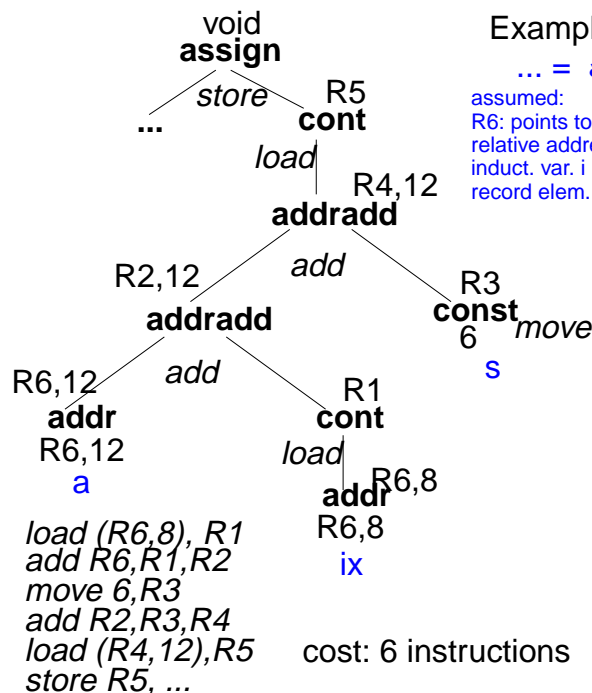 void
assign
Exampl
... = a
store
R5
...
cont
assumed:
R6: points to
relative addre
induct. var. i
record elem.
load
R4,12
addradd
R2,12
add
R3
addradd
const
6
move
s
R6,12
add
R1
addr
cont
R6,12
load
R6,8
a
addr
R6,8
ix
load (R6,8), R1
add R6,R1,R2
move 6,R3
add R2,R3,R4
load (R4,12),R5
cost: 6 instructions
store R5, ...